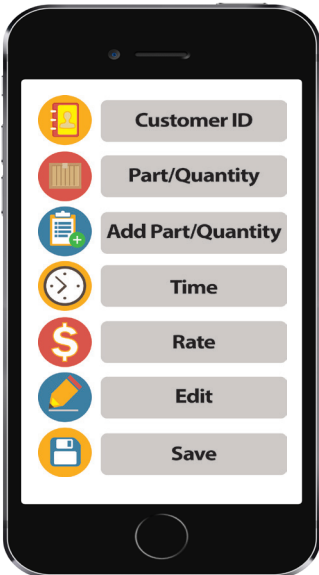 Customer ID
Part/Quantity
Add Part/Quantity
Time
Rate
Edit
Save